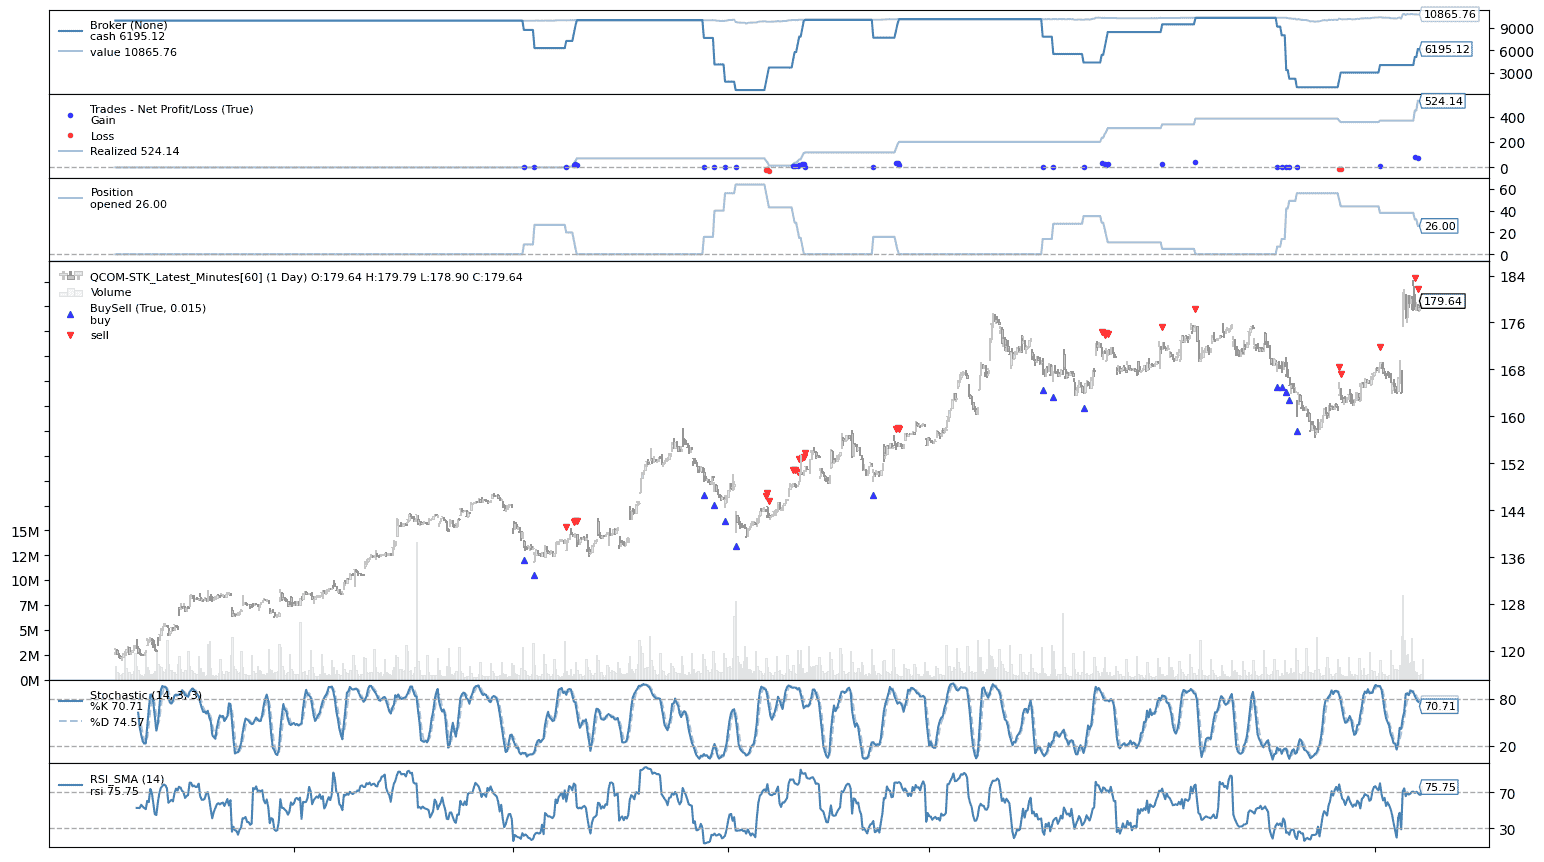 Broker (None)
cash 6195.12
value 10865.76
10865.76
9000
6195.12
6000
3000
Trades - Net Profit/Loss (True)
Gain
Loss
Realized 524.14
524.14
400
200
0
Position
opened 26.00
60
40
26.00
20
0
QCOM-STK_Latest_Minutes[60] (1 Day) O:179.64 H:179.79 L:178.90 C:179.64
Volume
BuySell (True, 0.015)
buy
sell
184
179.64
176
168
160
152
144
136
128
120
15M
12M
10M
7M
5M
2M
0M
Stochastic (14, 3, 3)
%K 70.71
%D 74.57
80
70.71
20
RSI_SMA (14)
rsi 75.75
75.75
70
30